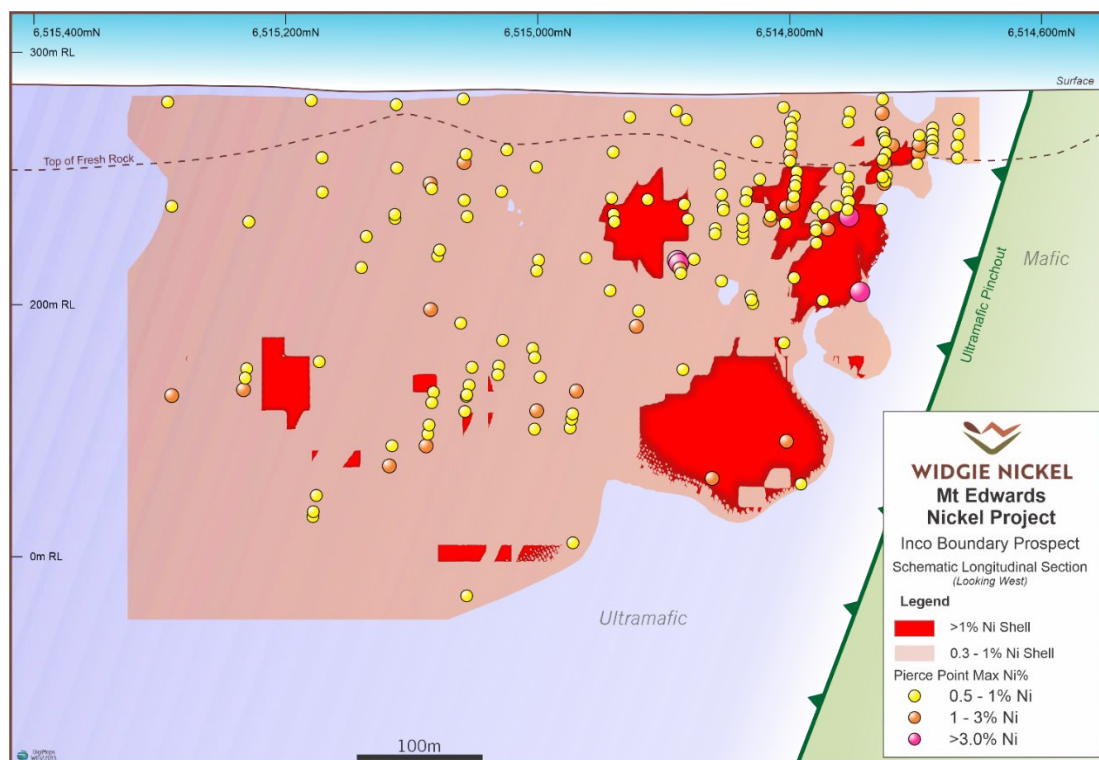 6,515,400mN
6,515,200mN
6,515,000mN
6,514,800mN
6,514,600mN
300m RL
Surface
Top of Fresh Rock
Mafic
Ultramafic Pinchout
200m RL
0m RL
Ultramafic
100m
WIDGIE NICKEL
Mt Edwards
Nickel Project
Inco Boundary Prospect
Schematic Longitudinal Section
(Looking West)
Legend
>1% Ni Shell
0.3 - 1% Ni Shell
Pierce Point Max Ni%
0.5 - 1% Ni
1 - 3% Ni
>3.0% Ni